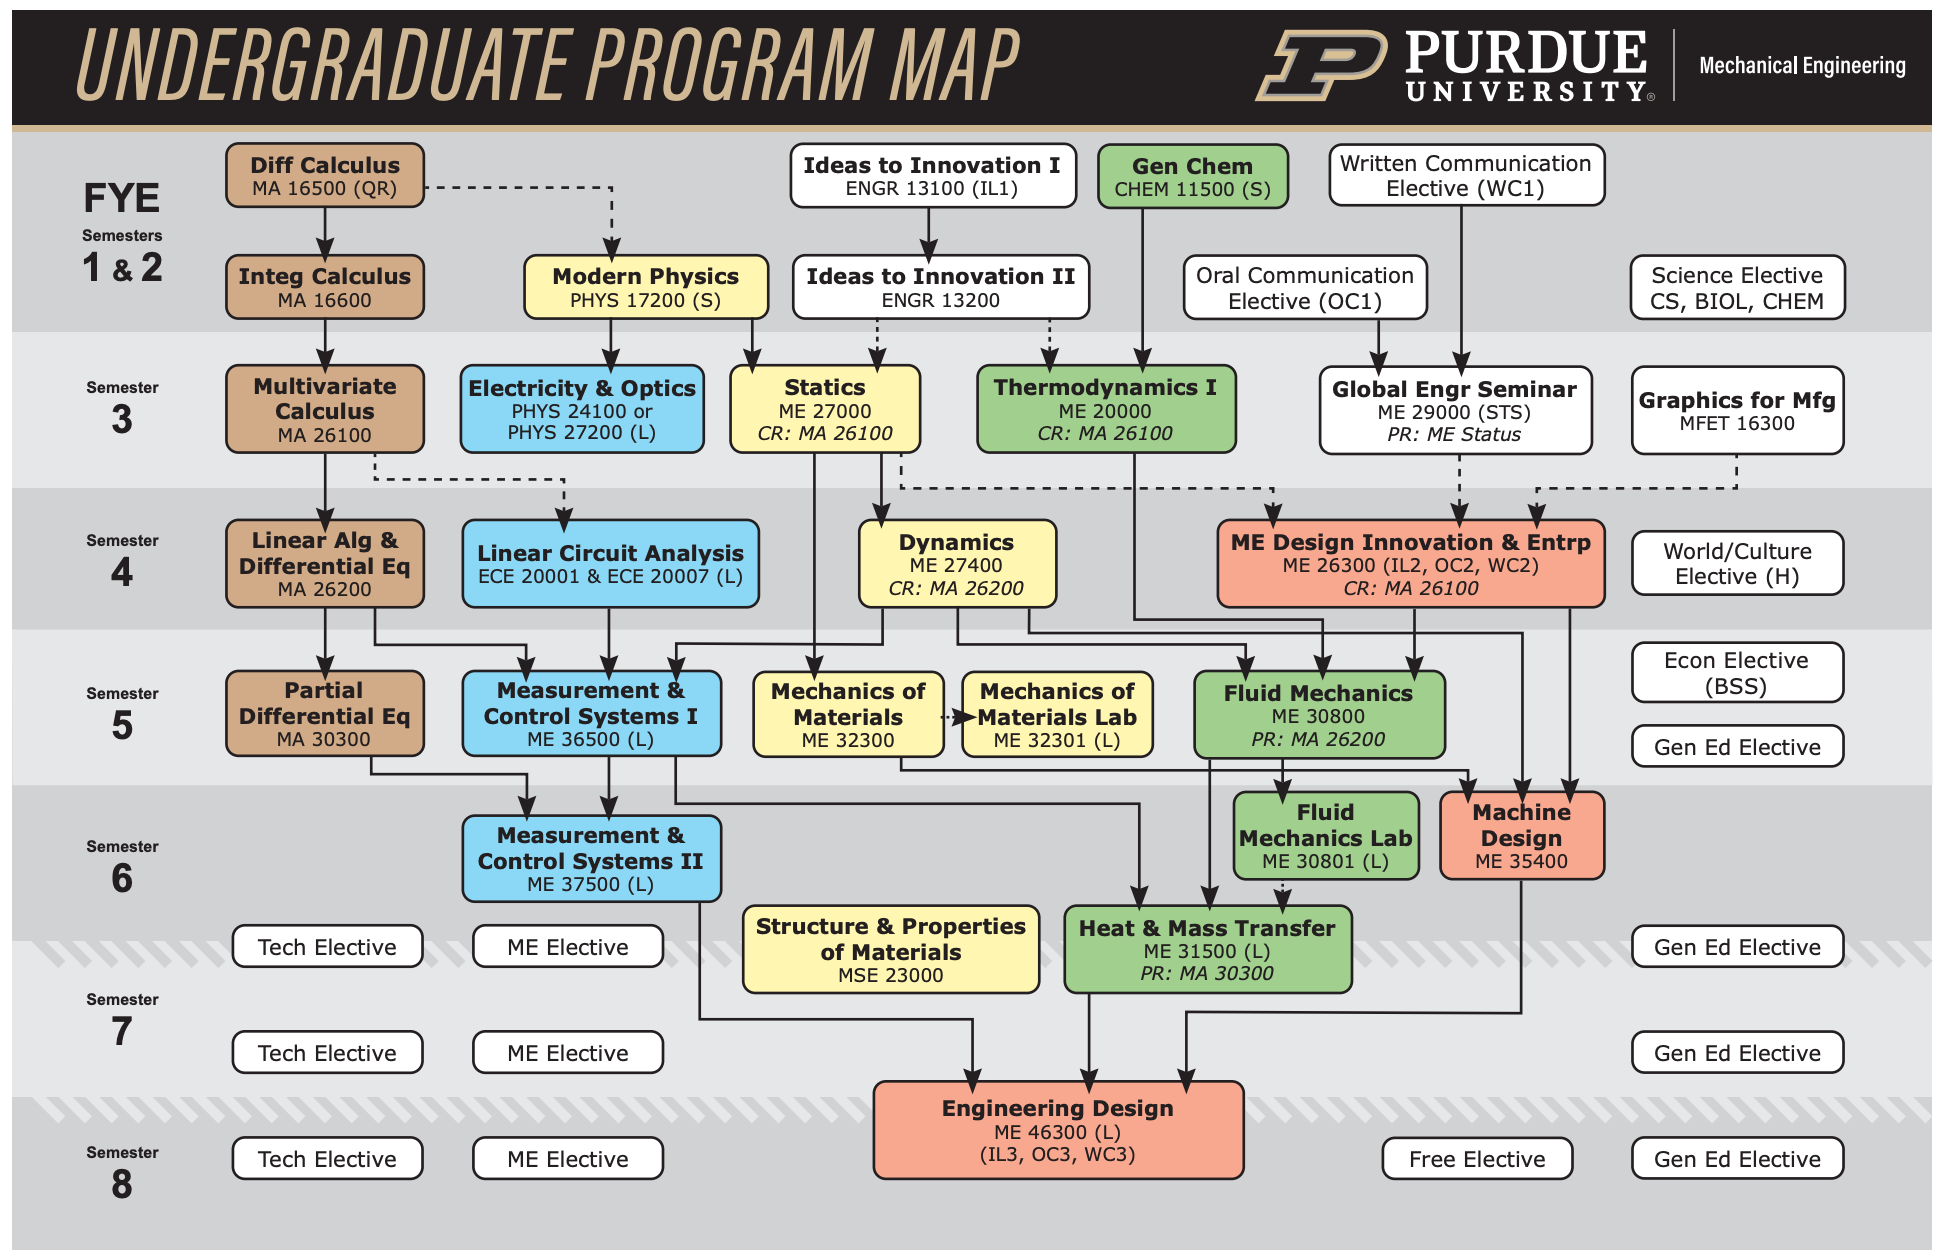 UNDERGRADUATE PROGRAM MAP
PURDUE
UNIVERSITY®
Mechanical Engineering
FYE
Semesters
1 & 2
Diff Calculus
MA 16500 (QR)
Ideas to Innovation I
ENGR 13100 (IL1)
Gen Chem
CHEM 11500 (S)
Written Communication
Elective (WC1)
Integ Calculus
MA 16600
Modern Physics
PHYS 17200 (S)
Ideas to Innovation II
ENGR 13200
Oral Communication
Elective (OC1)
Science Elective
CS, BIOL, CHEM
Semester
3
Multivariate
Calculus
MA 26100
Electricity & Optics
PHYS 24100 or
PHYS 27200 (L)
Statics
ME 27000
CR: MA 26100
Thermodynamics I
ME 20000
CR: MA 26100
Global Engr Seminar
ME 29000 (STS)
PR: ME Status
Graphics for Mfg
MFET 16300
Semester
4
Linear Alg &
Differential Eq
MA 26200
Linear Circuit Analysis
ECE 20001 & ECE 20007 (L)
Dynamics
ME 27400
CR: MA 26200
ME Design Innovation & Entrp
ME 26300 (IL2, OC2, WC2)
CR: MA 26100
World/Culture
Elective (H)
Semester
5
Partial
Differential Eq
MA 30300
Measurement &
Control Systems I
ME 36500 (L)
Mechanics of
Materials
ME 32300
Mechanics of
Materials Lab
ME 32301 (L)
Fluid Mechanics
ME 30800
PR: MA 26200
Econ Elective
(BSS)
Gen Ed Elective
Semester
6
Measurement &
Control Systems II
ME 37500 (L)
Fluid
Mechanics Lab
ME 30801 (L)
Machine
Design
ME 35400
Tech Elective
ME Elective
Structure & Properties
of Materials
MSE 23000
Heat & Mass Transfer
ME 31500 (L)
PR: MA 30300
Gen Ed Elective
Semester
7
Tech Elective
ME Elective
Gen Ed Elective
Semester
8
Tech Elective
ME Elective
Engineering Design
ME 46300 (L)
(IL3, OC3, WC3)
Free Elective
Gen Ed Elective